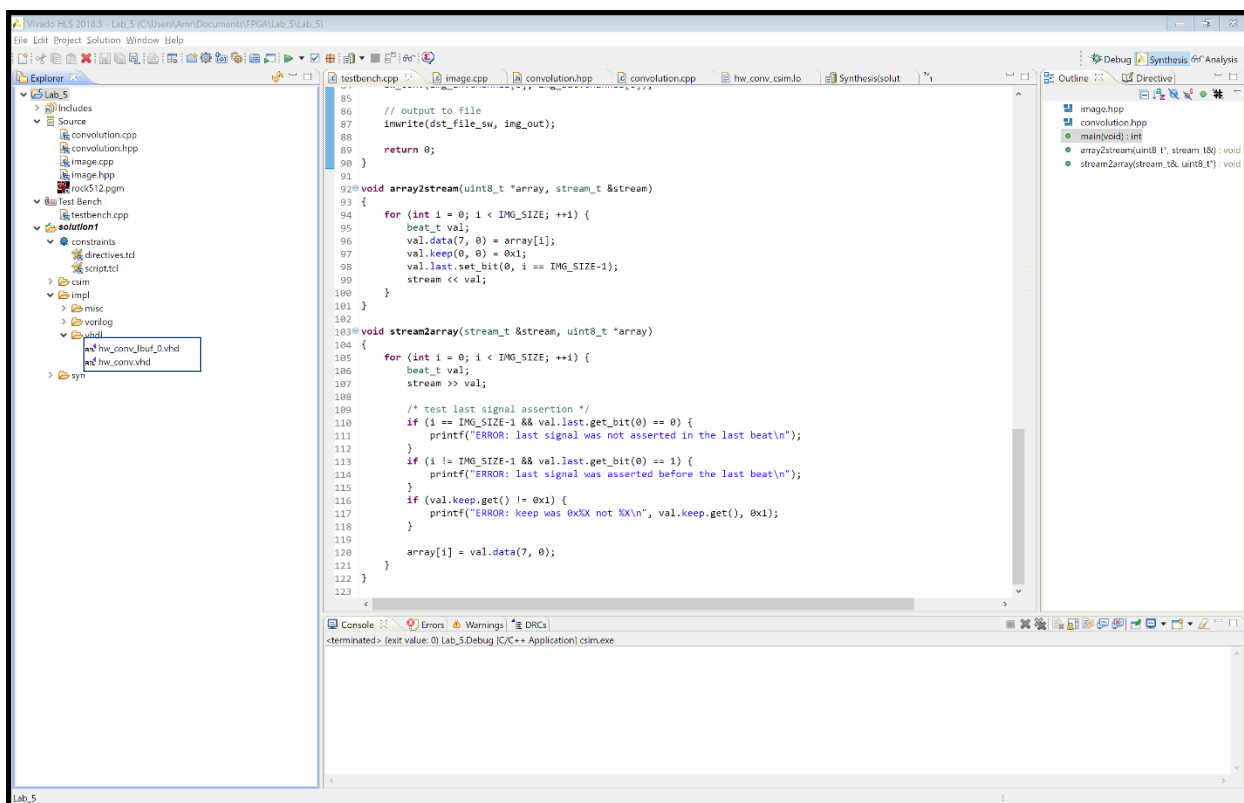 Vivado HLS 2018.3 - Lab_5 (C:\Users\Amr\Documents\FPGA\Lab_5\Lab_5)
File Edit Project Solution Window Help
Debug Synthesis Analysis
Explorer
Lab_5
Includes
Source
convolution.cpp
convolution.hpp
image.cpp
image.hpp
rock512.pgm
Test Bench
testbench.cpp
solution1
constraints
directives.tcl
script.tcl
csim
impl
misc
verilog
vhdl
hw_conv_lbuf_0.vhd
hw_conv.vhd
syn
testbench.cpp image.cpp convolution.hpp convolution.cpp hw_conv_csim.lo Synthesis(solut "1
85
86 // output to file
87 imwrite(dst_file_sw, img_out);
88
89 return 0;
90 }
91
92 void array2stream(uint8_t *array, stream_t &stream)
93 {
94 for (int i = 0; i < IMG_SIZE; ++i) {
95 beat_t val;
96 val.data(7, 0) = array[i];
97 val.keep(0, 0) = 0x1;
98 val.last.set_bit(0, i == IMG_SIZE-1);
99 stream << val;
100 }
101 }
102
103 void stream2array(stream_t &stream, uint8_t *array)
104 {
105 for (int i = 0; i < IMG_SIZE; ++i) {
106 beat_t val;
107 stream >> val;
108
109 /* test last signal assertion */
110 if (i == IMG_SIZE-1 && val.last.get_bit(0) == 0) {
111 printf("ERROR: last signal was not asserted in the last beat\n");
112 }
113 if (i != IMG_SIZE-1 && val.last.get_bit(0) == 1) {
114 printf("ERROR: last signal was asserted before the last beat\n");
115 }
116 if (val.keep.get() != 0x1) {
117 printf("ERROR: keep was 0x%X not %X\n", val.keep.get(), 0x1);
118 }
119
120 array[i] = val.data(7, 0);
121 }
122 }
123
Outline Directive
image.hpp
convolution.hpp
main(void) : int
array2stream(uint8_t*, stream_t&) : void
stream2array(stream_t&, uint8_t*) : void
Console Errors Warnings DRCs
<terminated> (exit value: 0) Lab_5.Debug [C/C++ Application] csim.exe
Lab_5